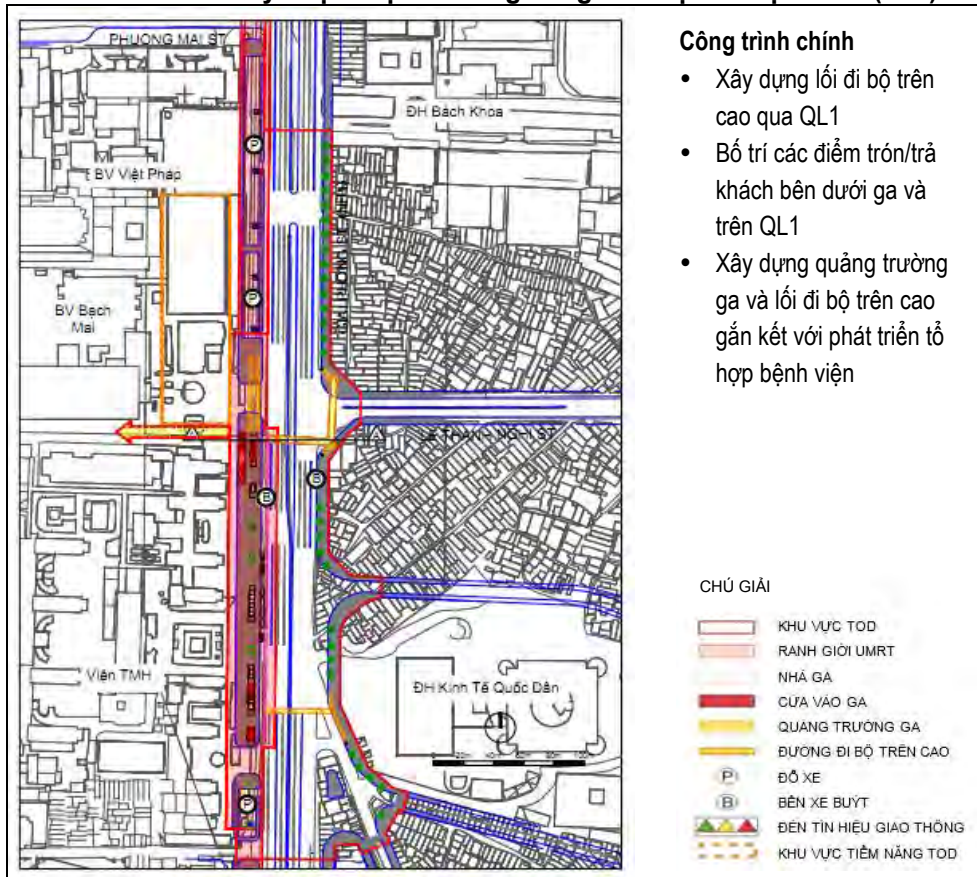 PHUONG MAI ST
ĐH Bách Khoa
BV Việt Pháp
BV Bạch
Mai
LE THANH NGHI ST
Viện TMH
ĐH Kinh Tế Quốc Dân
P
P
B
B
P
Công trình chính
• Xây dựng lối đi bộ trên
cao qua QL1
• Bố trí các điểm trón/trả
khách bên dưới ga và
trên QL1
• Xây dựng quảng trường
ga và lối đi bộ trên cao
gắn kết với phát triển tổ
hợp bệnh viện
CHÚ GIẢI
KHU VỰC TOD
RANH GIỚI UMRT
NHÀ GA
CỬA VÀO GA
QUẢNG TRƯỜNG GA
ĐƯỜNG ĐI BỘ TRÊN CAO
P ĐỖ XE
B BẾN XE BUÝT
ĐÈN TÍN HIỆU GIAO THÔNG
KHU VỰC TIỀM NĂNG TOD